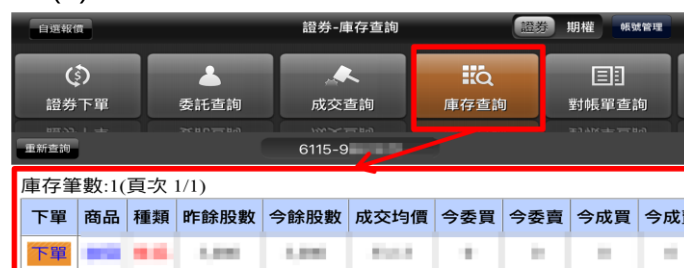 自選報價 證券-庫存查詢 證券 期權 帳號管理
證券下單 委託查詢 成交查詢 庫存查詢 對帳單查詢
重新查詢 6115-9
庫存筆數:1(頁次 1/1)
下單 商品 種類 昨餘股數 今餘股數 成交均價 今委買 今委賣 今成買 今成
下單